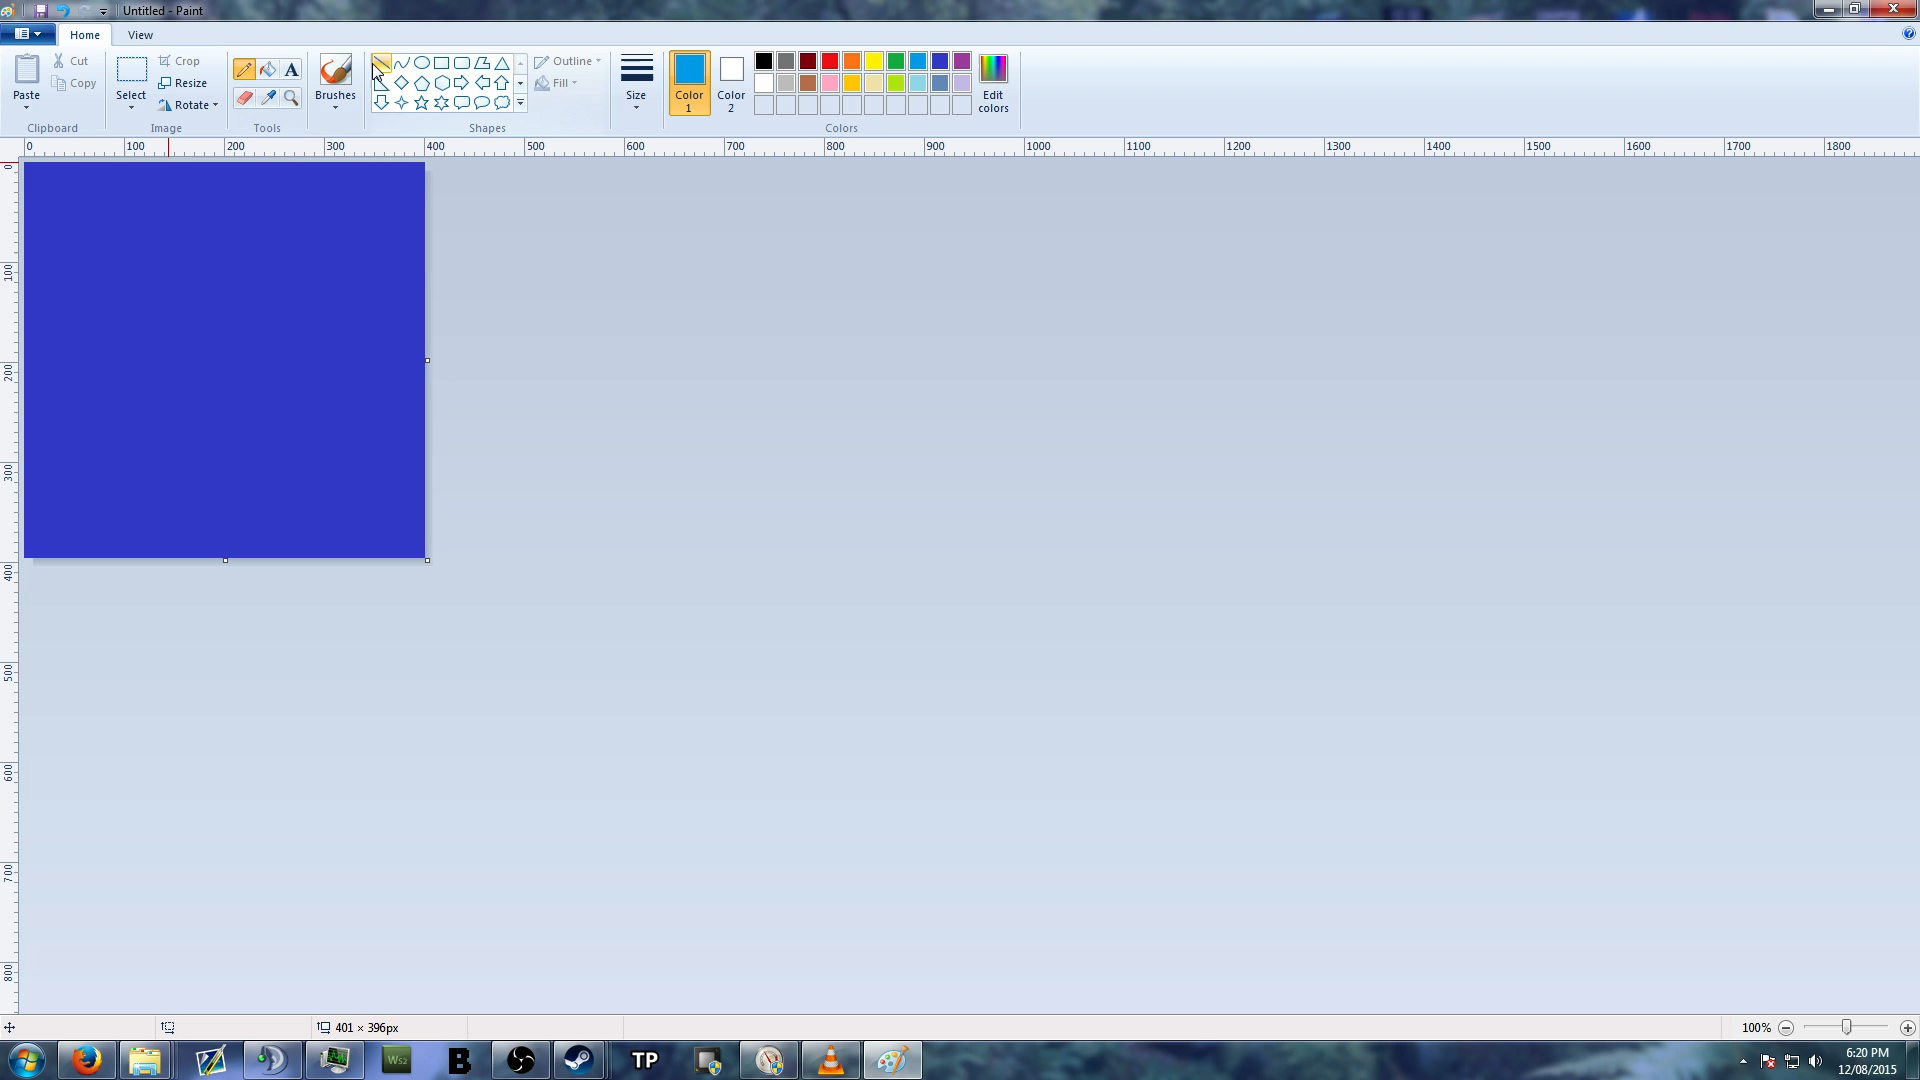 Untitled - Paint
Home View
Paste Cut Copy Clipboard
Select Crop Resize Rotate Image
A
Tools
Brushes
Outline Fill Shapes
Size
Color 1 Color 2 Edit colors Colors
0 100 200 300 400 500 600 700 800 900 1000 1100 1200 1300 1400 1500 1600 1700 1800
0
100
200
300
400
500
600
700
800
401 × 396px 100%
Ws2 B TP 6:20 PM
12/08/2015